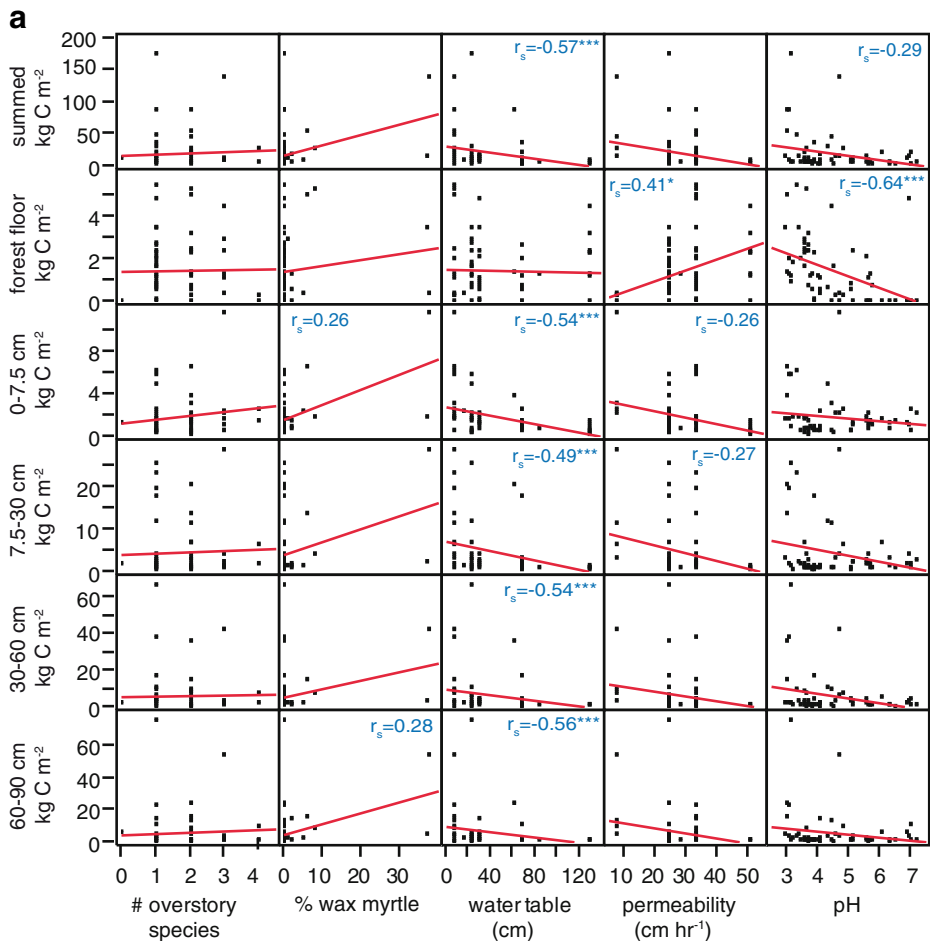 a
summed
kg C m-2
200
150
100
50
0
rs=-0.57***
rs=-0.29
forest floor
kg C m-2
4
2
0
rs=0.41*
rs=-0.64***
0-7.5 cm
kg C m-2
8
4
0
rs=0.26
rs=-0.54***
rs=-0.26
7.5-30 cm
kg C m-2
20
10
0
rs=-0.49***
rs=-0.27
30-60 cm
kg C m-2
60
40
20
0
rs=-0.54***
60-90 cm
kg C m-2
60
40
20
0
rs=0.28
rs=-0.56***
0 1 2 3 4
0 10 20 30
0 40 80 120
10 20 30 40 50
3 4 5 6 7
# overstory
species
% wax myrtle
water table
(cm)
permeability
(cm hr-1)
pH